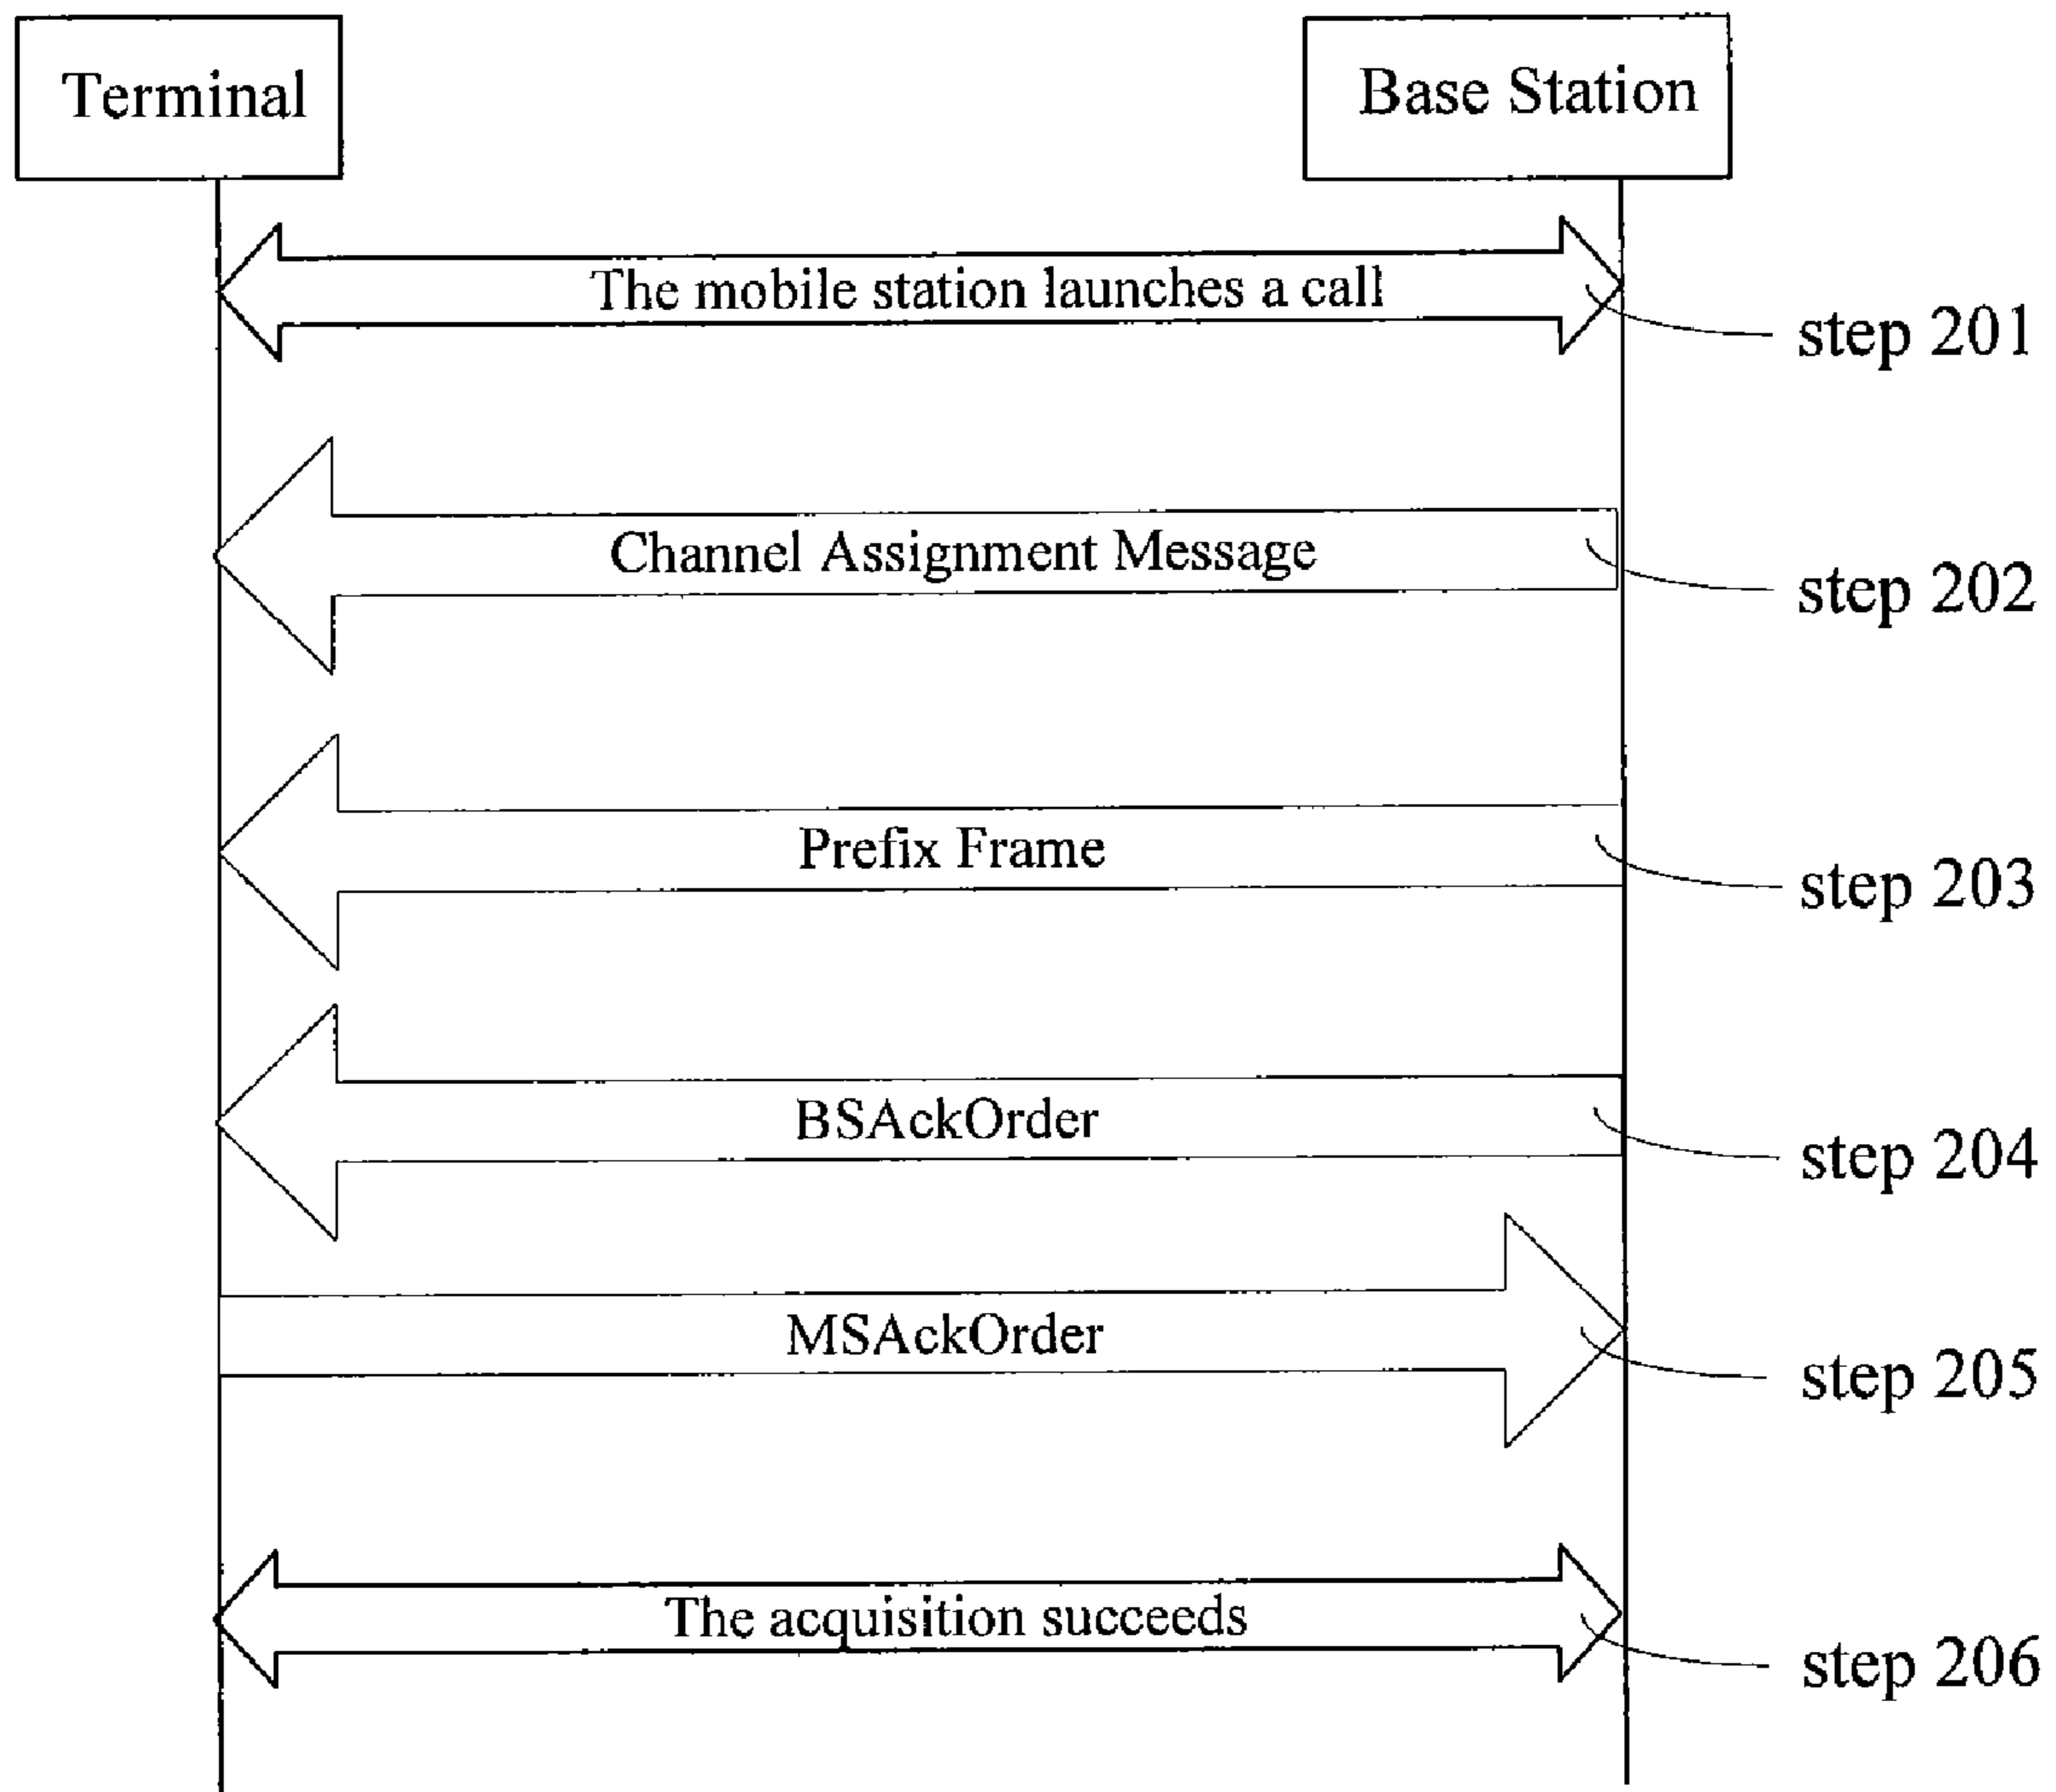 Terminal
Base Station
The mobile station launches a call
step 201
Channel Assignment Message
step 202
Prefix Frame
step 203
BSAckOrder
step 204
MSAckOrder
step 205
The acquisition succeeds
step 206